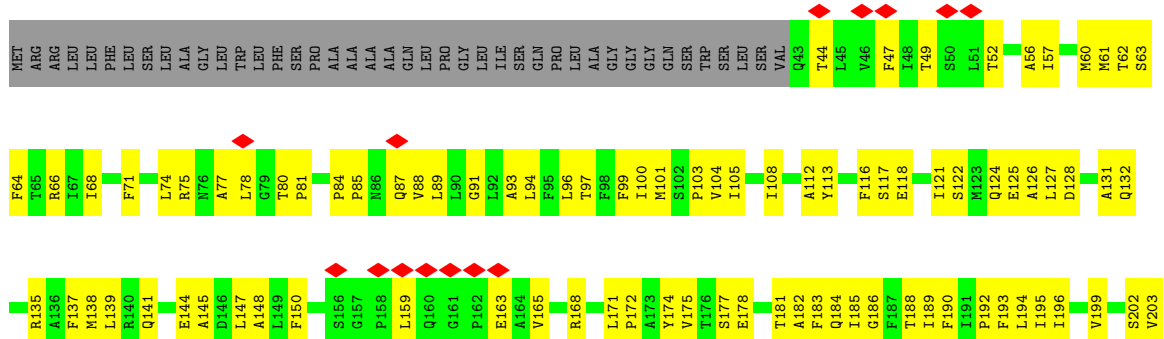 MET ARG ARG LEU LEU PHE LEU SER LEU ALA GLY LEU TRP LEU PHE SER PRO ALA ALA ALA ALA GLN LEU PRO GLY LEU ILE SER GLN PRO LEU ALA GLY GLY GLY GLN SER TRP SER LEU SER VAL Q43 T44 L45 V46 F47 I48 T49 S50 L51 T52 A56 I57 M60 M61 T62 S63
F64 T65 R66 I67 I68 F71 L74 R75 N76 A77 L78 G79 T80 P81 P84 P85 N86 Q87 V88 L89 L90 G91 L92 A93 L94 F95 L96 T97 F98 F99 I100 M101 S102 P103 V104 I105 I108 A112 Y113 F116 S117 E118 I121 S122 M123 Q124 E125 A126 L127 D128 A131 Q132
R135 A136 F137 M138 L139 R140 Q141 E144 A145 D146 L147 A148 L149 F150 S156 G157 P158 L159 Q160 G161 P162 E163 A164 V165 R168 L171 P172 A173 Y174 V175 T176 S177 E178 T181 A182 F183 Q184 I185 G186 F187 T188 I189 F190 I191 P192 F193 L194 I195 I196 V199 S202 V203